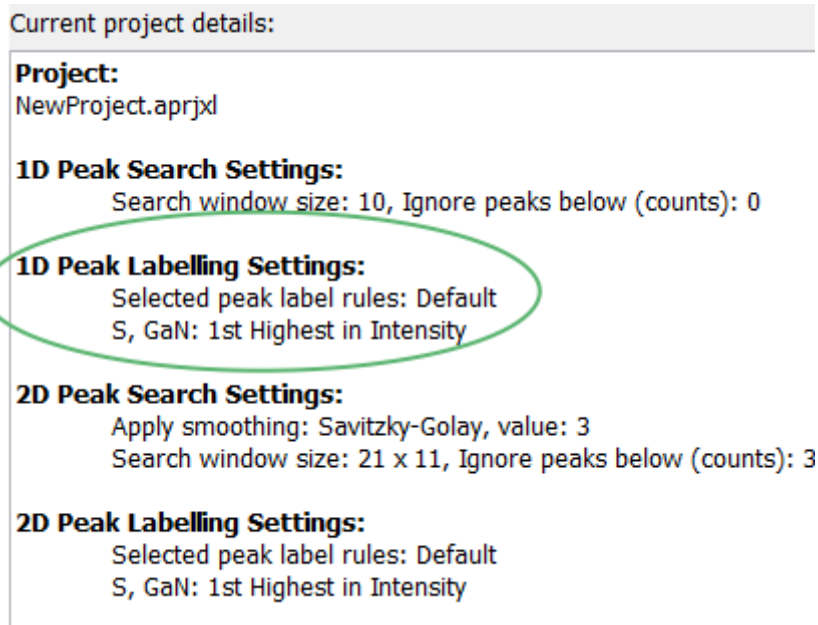 Current project details:
Project:
NewProject.aprjxl
1D Peak Search Settings:
Search window size: 10, Ignore peaks below (counts): 0
1D Peak Labelling Settings:
Selected peak label rules: Default
S, GaN: 1st Highest in Intensity
2D Peak Search Settings:
Apply smoothing: Savitzky-Golay, value: 3
Search window size: 21 x 11, Ignore peaks below (counts): 3
2D Peak Labelling Settings:
Selected peak label rules: Default
S, GaN: 1st Highest in Intensity